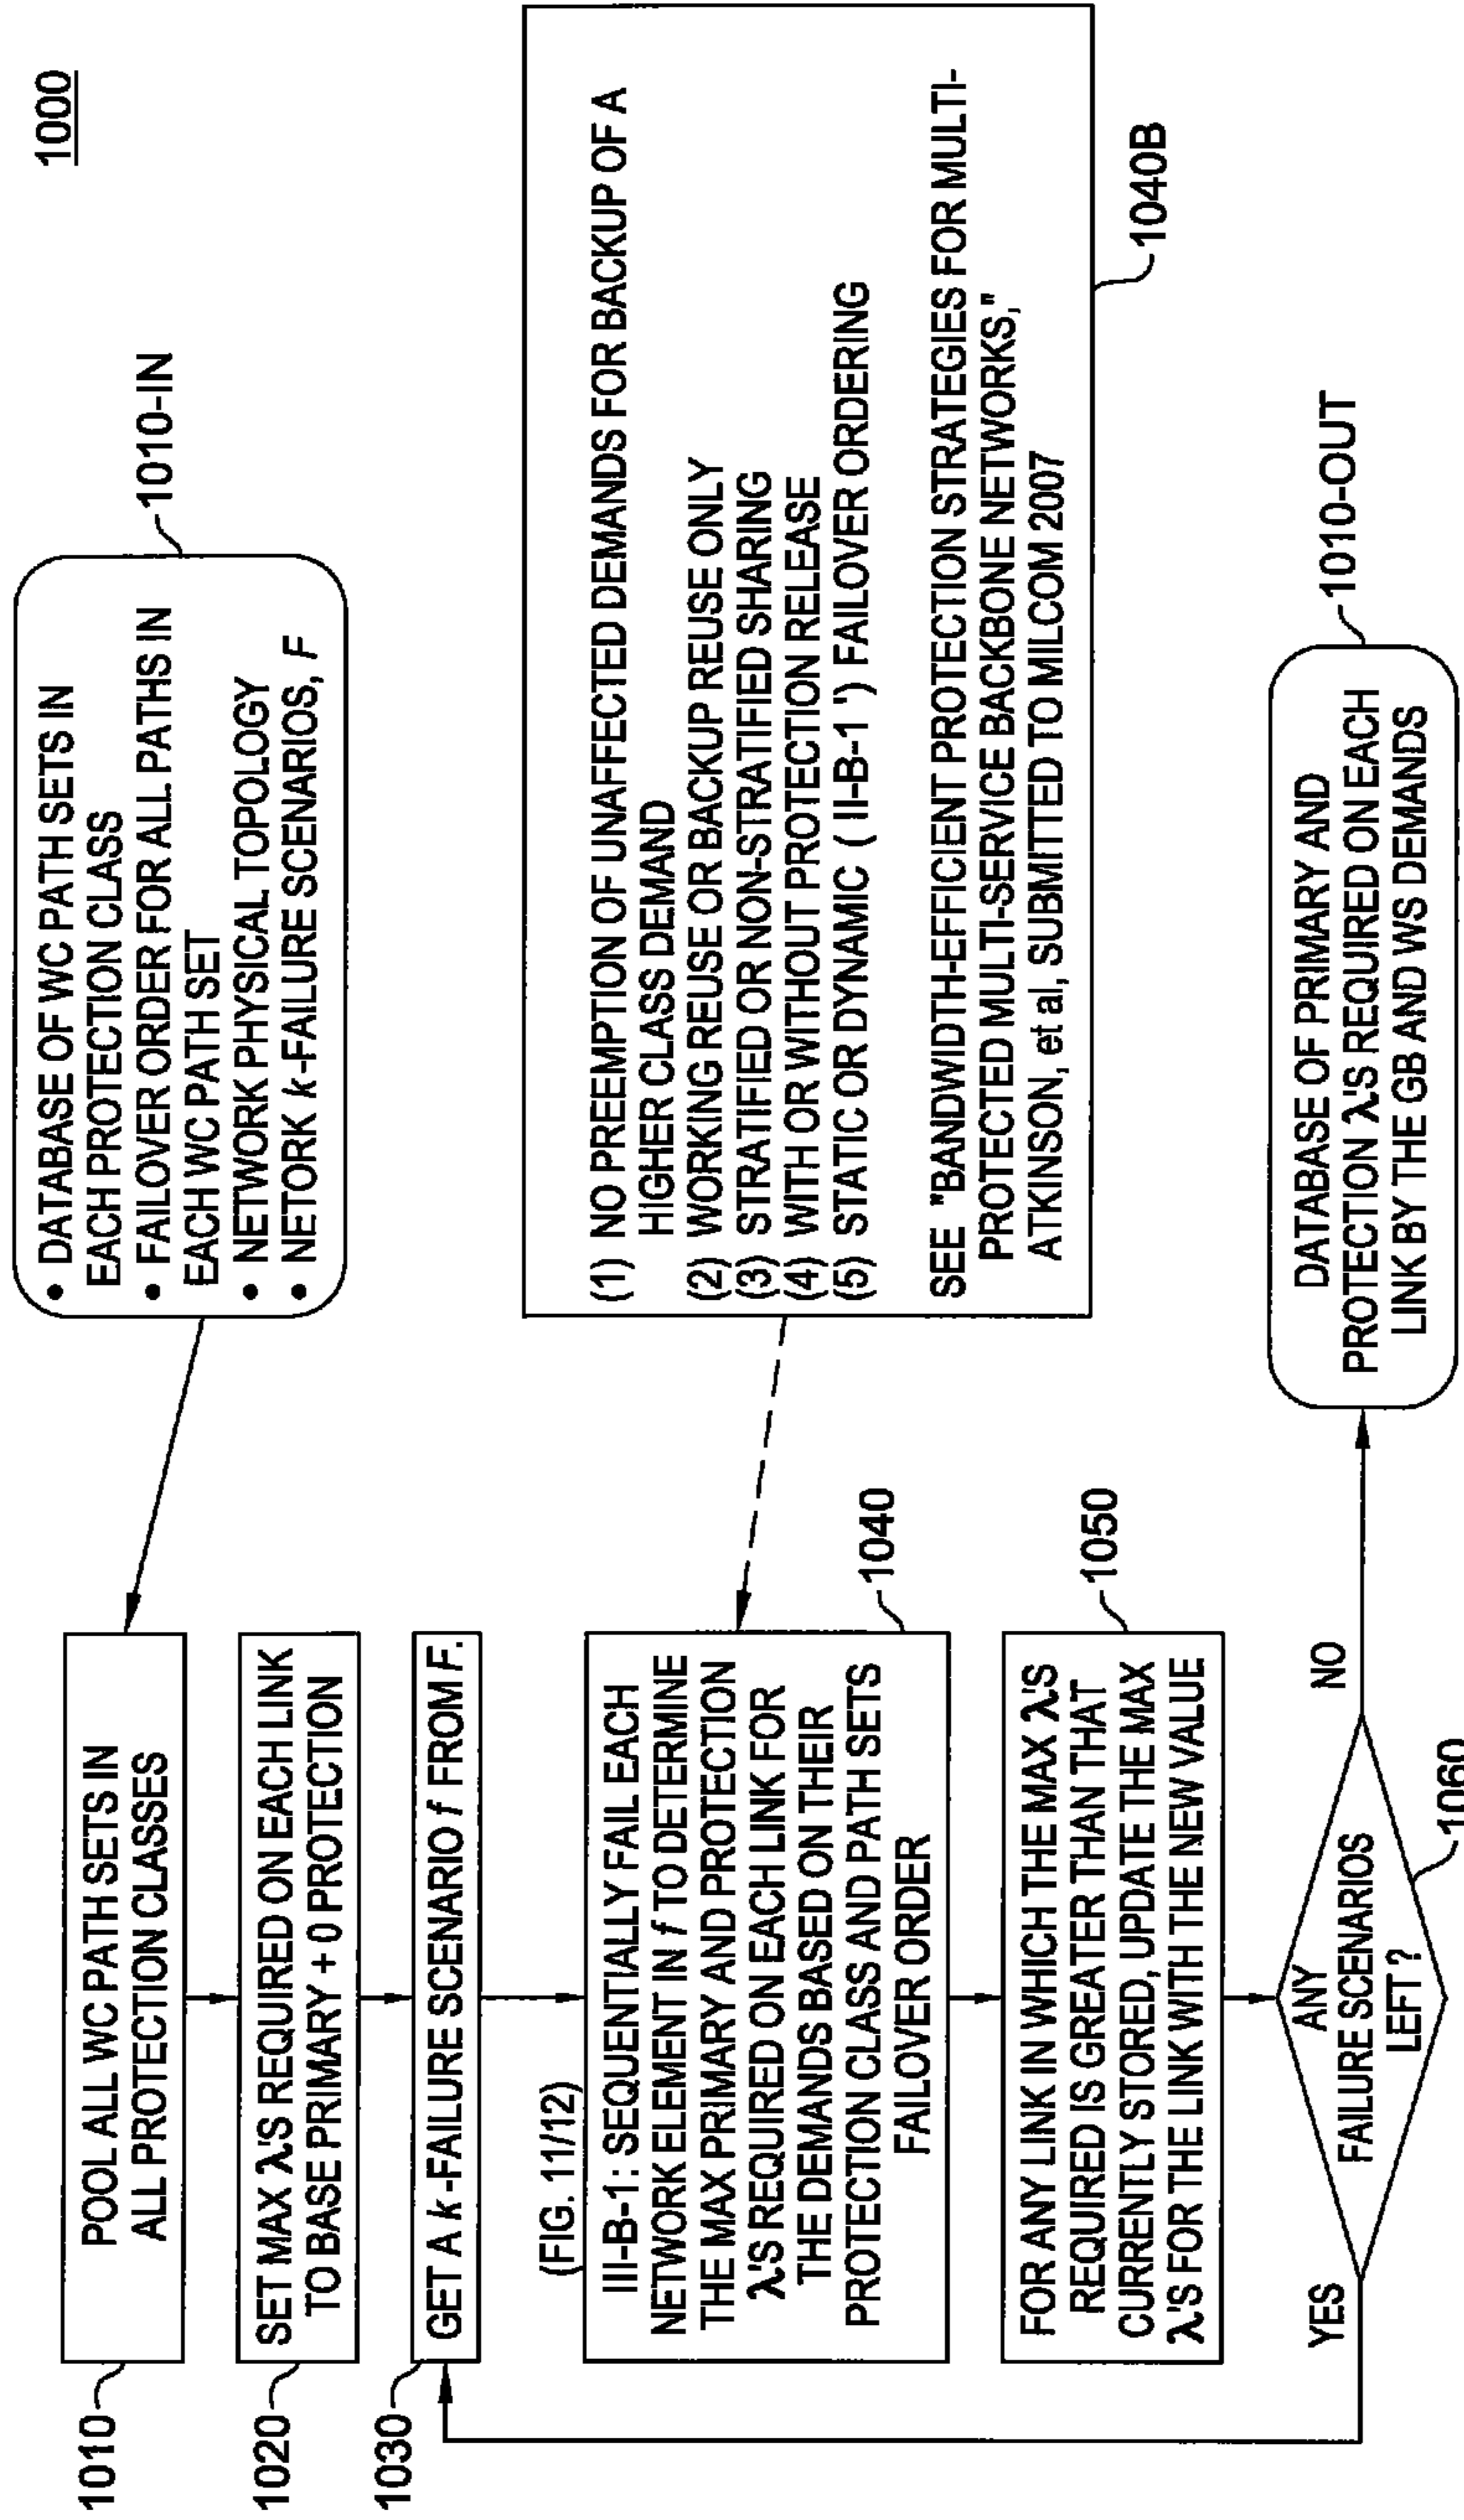 1000
1010-IN
• DATABASE OF WC PATH SETS IN
EACH PROTECTION CLASS
• FAILOVER ORDER FOR ALL PATHS IN
EACH WC PATH SET
• NETWORK PHYSICAL TOPOLOGY
• NETWORK k-FAILURE SCENARIOS, F
1010
POOL ALL WC PATH SETS IN
ALL PROTECTION CLASSES
1020
SET MAX λ'S REQUIRED ON EACH LINK
TO BASE PRIMARY + 0 PROTECTION
1030
GET A k-FAILURE SCENARIO f FROM F.
(FIG. 11/12)
III-B-1: SEQUENTIALLY FAIL EACH
NETWORK ELEMENT IN f TO DETERMINE
THE MAX PRIMARY AND PROTECTION
λ'S REQUIRED ON EACH LINK FOR
THE DEMANDS BASED ON THEIR
PROTECTION CLASS AND PATH SETS
FAILOVER ORDER
1040
(1) NO PREEMPTION OF UNAFFECTED DEMANDS FOR BACKUP OF A
HIGHER CLASS DEMAND
(2) WORKING REUSE OR BACKUP REUSE ONLY
(3) STRATIFIED OR NON-STRATIFIED SHARING
(4) WITH OR WITHOUT PROTECTION RELEASE
(5) STATIC OR DYNAMIC ( II-B-1 ' ) FAILOVER ORDERING
SEE "BANDWIDTH-EFFICIENT PROTECTION STRATEGIES FOR MULTI-
PROTECTED MULTI-SERVICE BACKBONE NETWORKS,"
ATKINSON, et al, SUBMITTED TO MILCOM 2007
1040B
FOR ANY LINK IN WHICH THE MAX λ'S
REQUIRED IS GREATER THAN THAT
CURRENTLY STORED, UPDATE THE MAX
λ'S FOR THE LINK WITH THE NEW VALUE
1050
ANY
FAILURE SCENARIOS
LEFT ?
1060
YES
NO
DATABASE OF PRIMARY AND
PROTECTION λ'S REQUIRED ON EACH
LINK BY THE GB AND WS DEMANDS
1010-OUT